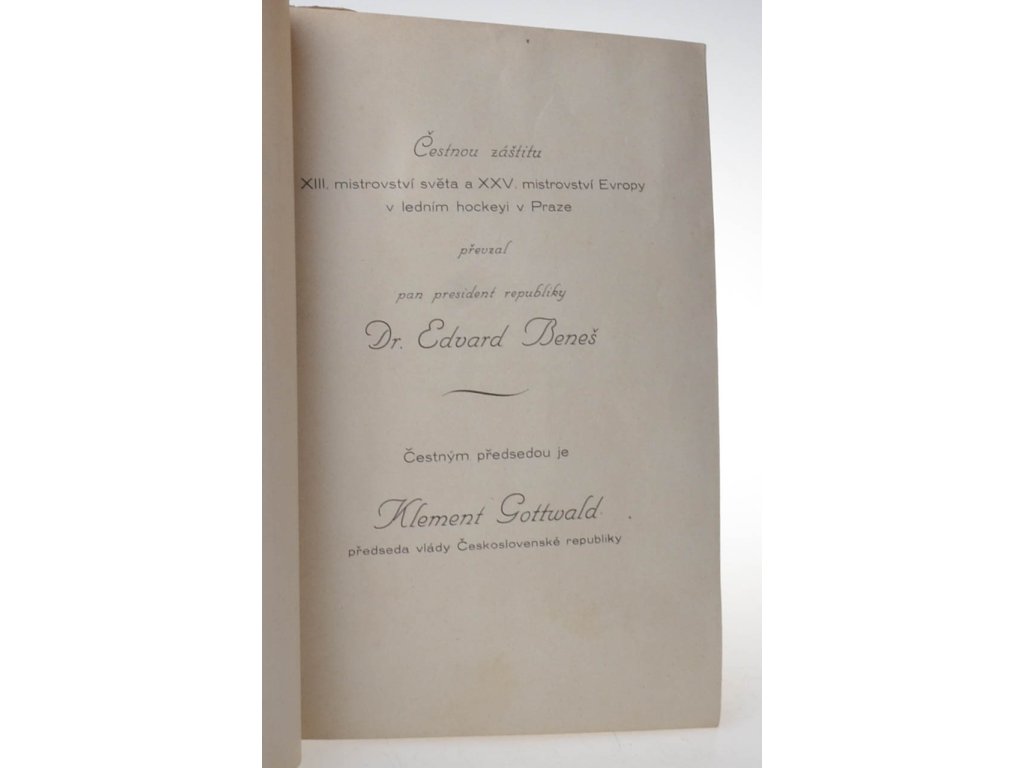 Čestnou záštitu
XIII. mistrovství světa a XXV. mistrovství Evropy
v ledním hockeyi v Praze
převzal
pan president republiky
Dr. Edvard Beneš
Čestným předsedou je
Klement Gottwald
předseda vlády Československé republiky